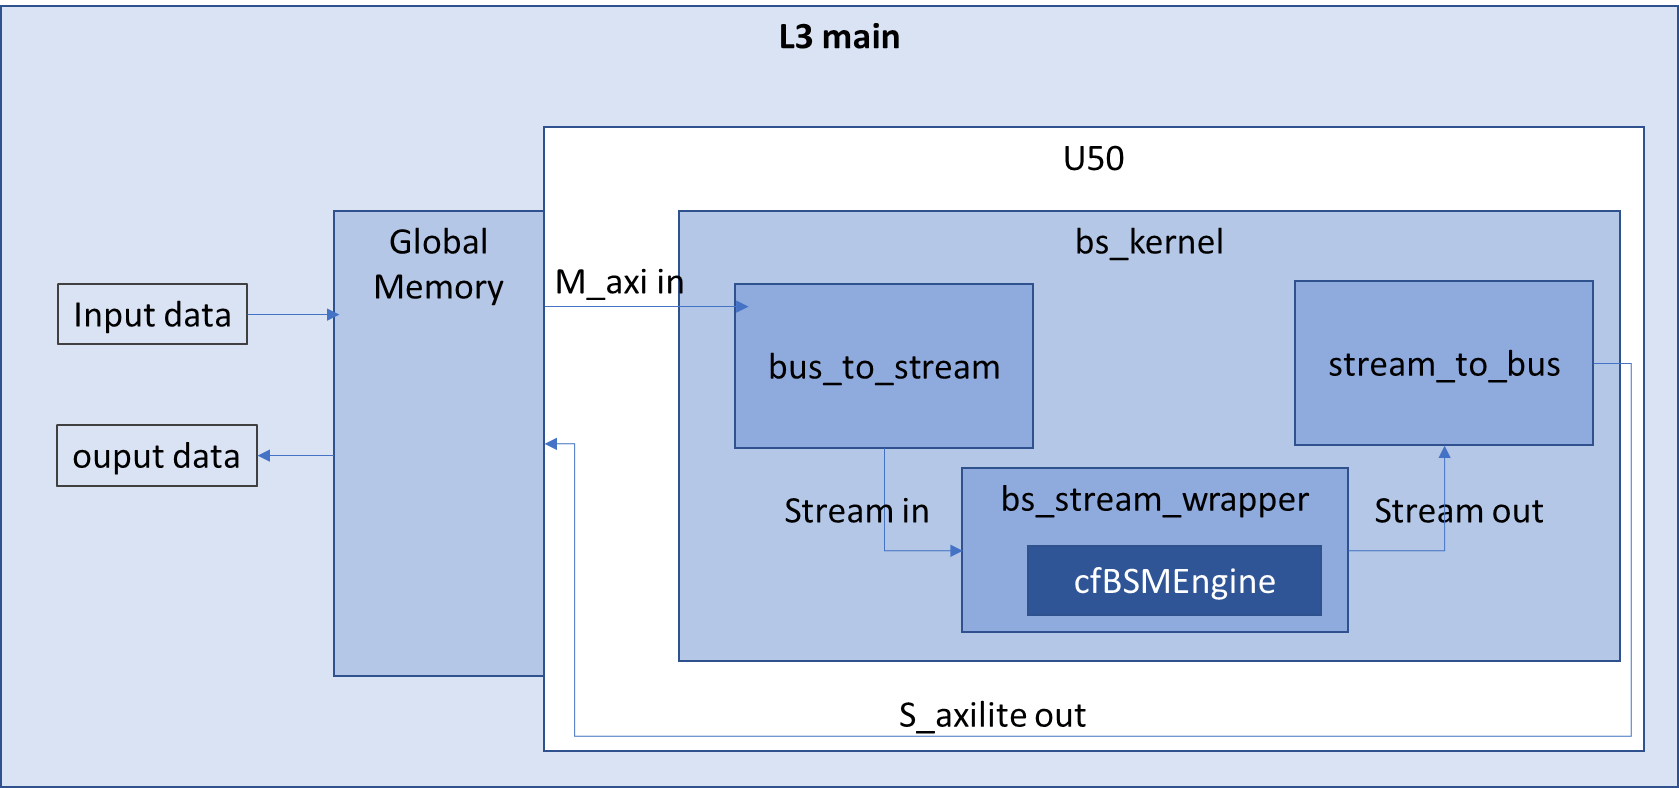 L3 main
U50
Global
Memory
bs_kernel
M_axi in
Input data
bus_to_stream
stream_to_bus
ouput data
Stream in
bs_stream_wrapper
Stream out
cfBSMEngine
S_axilite out